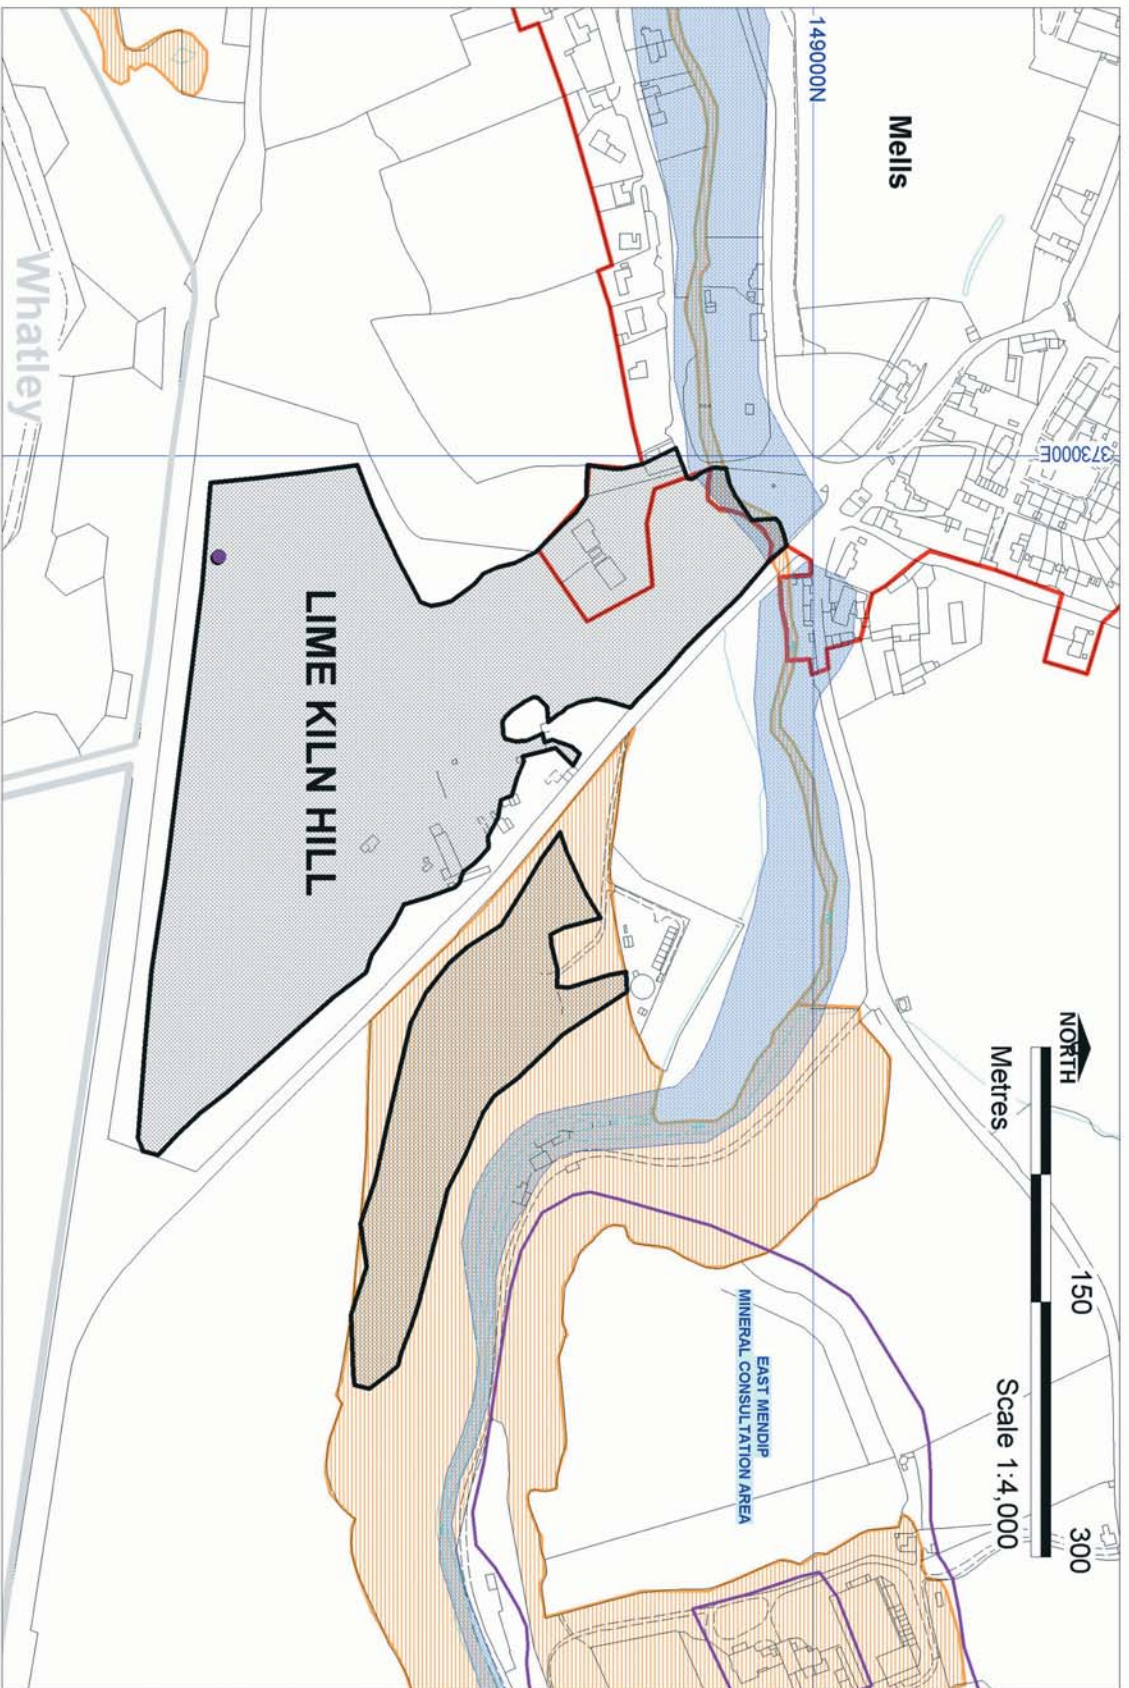 149000N
Mells
373000E
Whatley
LIME KILN HILL
NORTH
Metres
150
300
Scale 1:4,000
EAST MENDIP
MINERAL CONSULTATION AREA